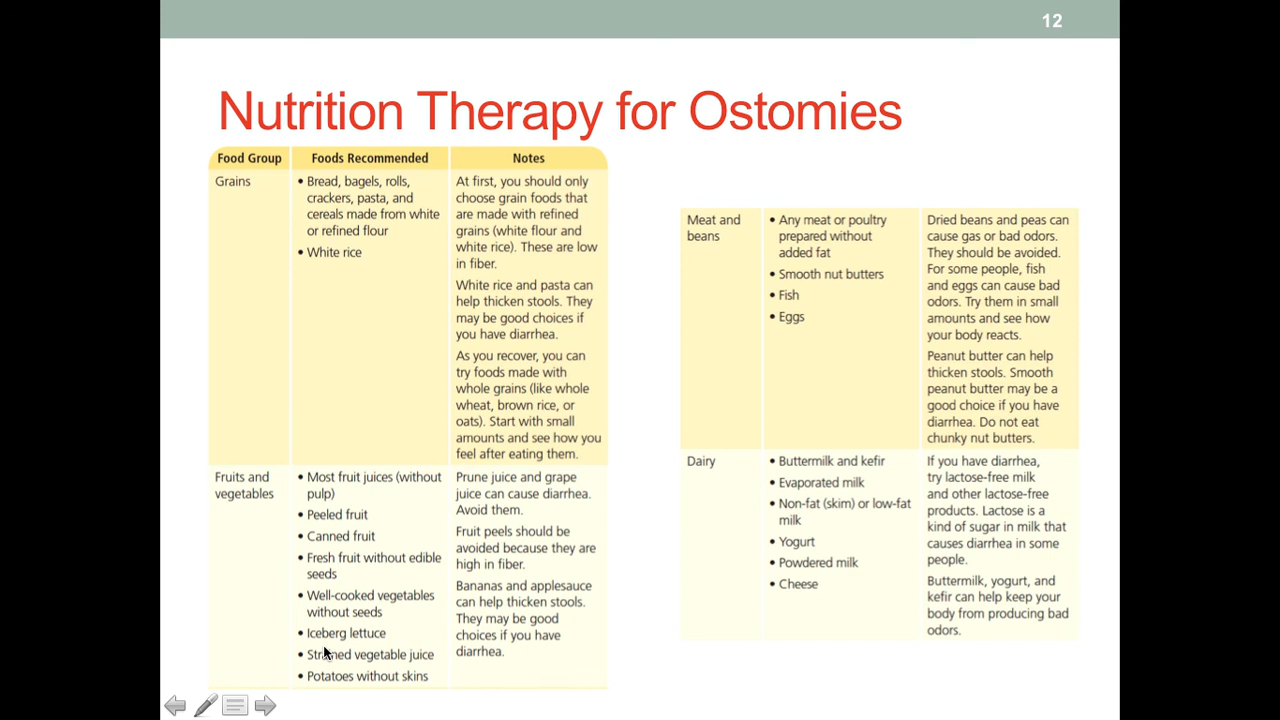 12
Nutrition Therapy for Ostomies
Food Group
Foods Recommended
Notes
Grains
• Bread, bagels, rolls,
crackers, pasta, and
cereals made from white
or refined flour
• White rice
At first, you should only
choose grain foods that
are made with refined
grains (white flour and
white rice). These are low
in fiber.
White rice and pasta can
help thicken stools. They
may be good choices if
you have diarrhea.
As you recover, you can
try foods made with
whole grains (like whole
wheat, brown rice, or
oats). Start with small
amounts and see how you
feel after eating them.
Fruits and
vegetables
• Most fruit juices (without
pulp)
• Peeled fruit
• Canned fruit
• Fresh fruit without edible
seeds
• Well-cooked vegetables
without seeds
• Iceberg lettuce
• Strained vegetable juice
• Potatoes without skins
Prune juice and grape
juice can cause diarrhea.
Avoid them.
Fruit peels should be
avoided because they are
high in fiber.
Bananas and applesauce
can help thicken stools.
They may be good
choices if you have
diarrhea.
Meat and
beans
• Any meat or poultry
prepared without
added fat
• Smooth nut butters
• Fish
• Eggs
Dried beans and peas can
cause gas or bad odors.
They should be avoided.
For some people, fish
and eggs can cause bad
odors. Try them in small
amounts and see how
your body reacts.
Peanut butter can help
thicken stools. Smooth
peanut butter may be a
good choice if you have
diarrhea. Do not eat
chunky nut butters.
Dairy
• Buttermilk and kefir
• Evaporated milk
• Non-fat (skim) or low-fat
milk
• Yogurt
• Powdered milk
• Cheese
If you have diarrhea,
try lactose-free milk
and other lactose-free
products. Lactose is a
kind of sugar in milk that
causes diarrhea in some
people.
Buttermilk, yogurt, and
kefir can help keep your
body from producing bad
odors.